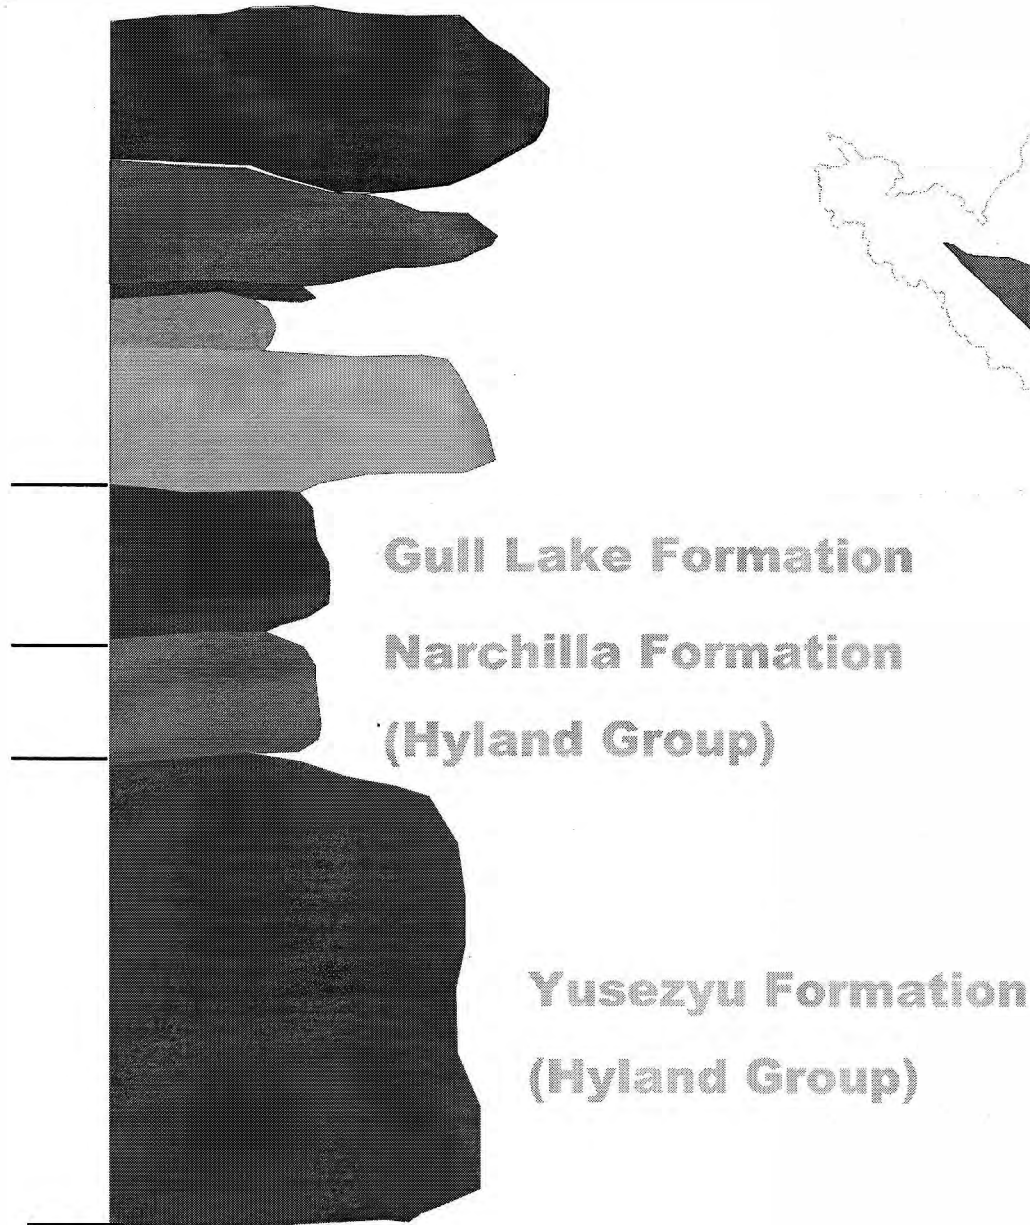 Gull Lake Formation
Narchilla Formation
(Hyland Group)
Yusezyu Formation
(Hyland Group)